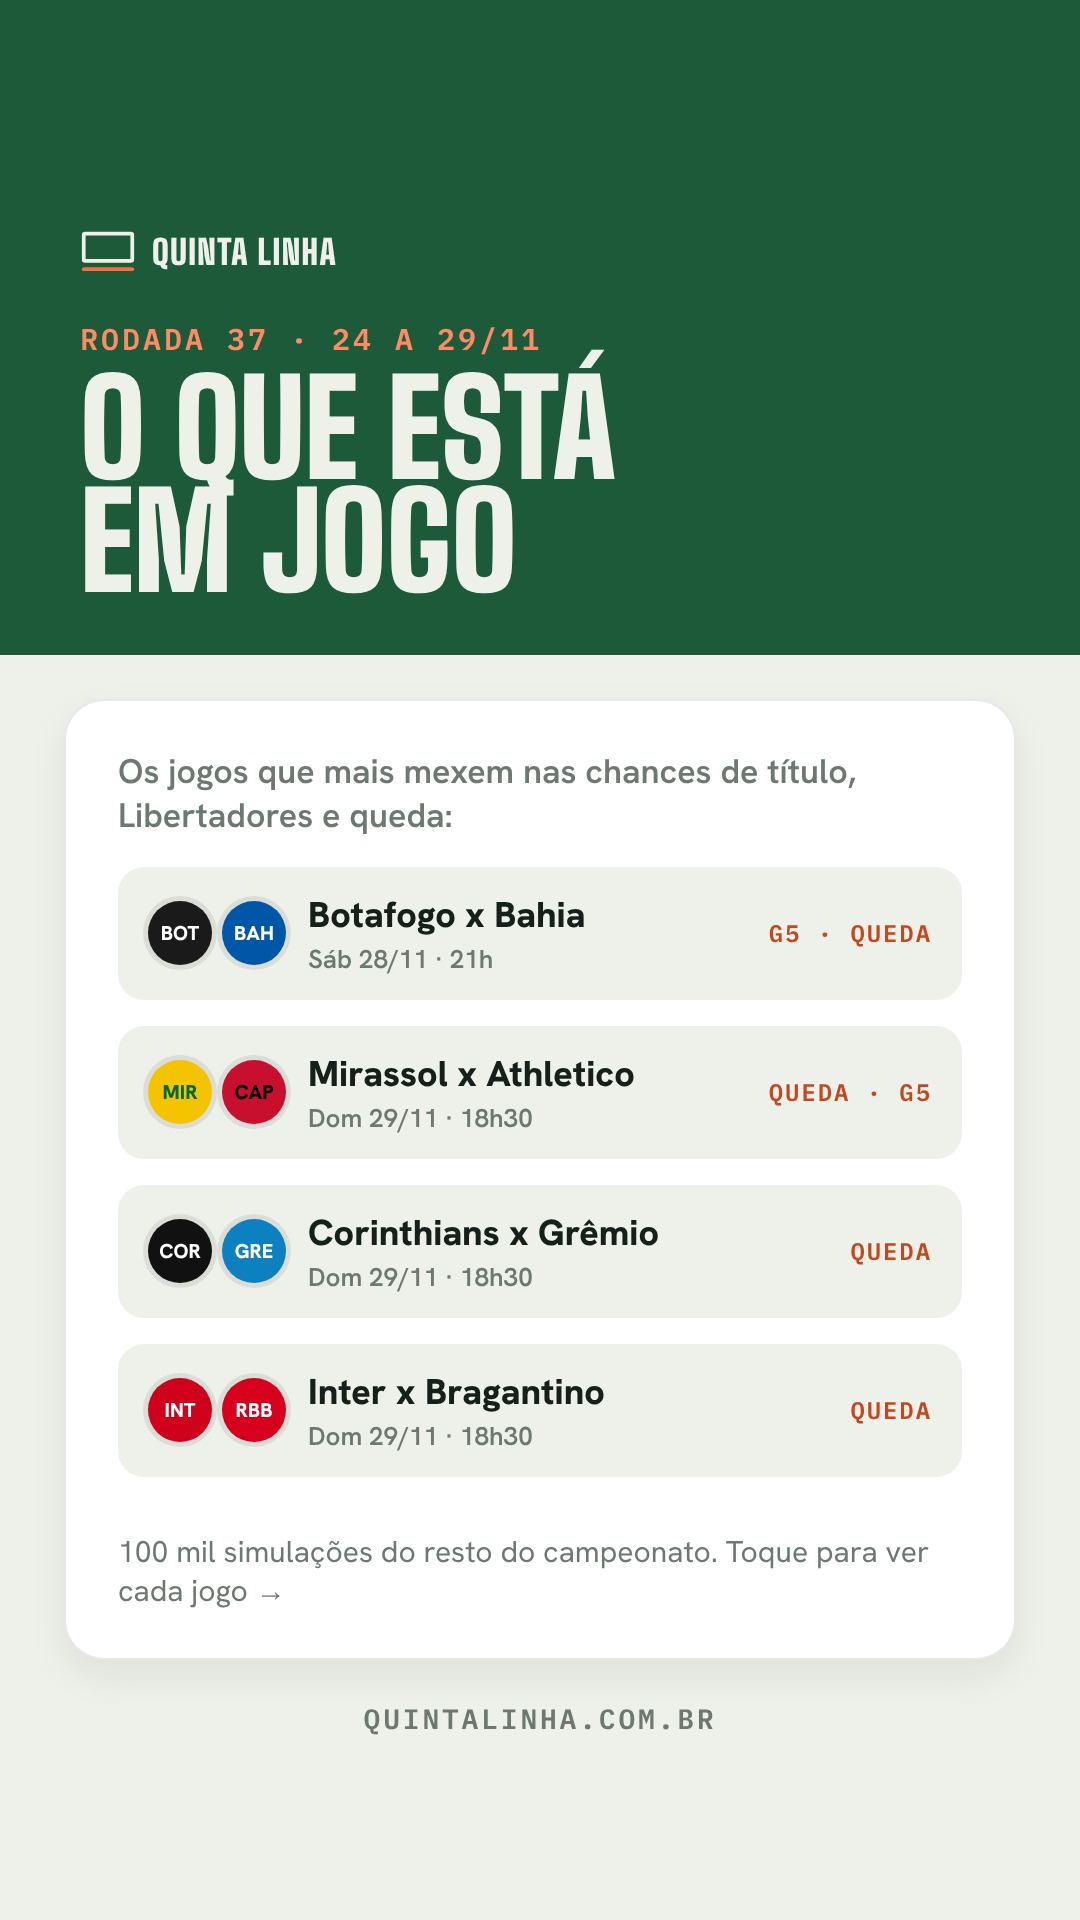 QUINTA LINHA
RODADA 37 · 24 A 29/11
O QUE ESTÁ
EM JOGO
Os jogos que mais mexem nas chances de título,
Libertadores e queda:
BOT BAH Botafogo x Bahia
Sáb 28/11 · 21h
G5 · QUEDA
MIR CAP Mirassol x Athletico
Dom 29/11 · 18h30
QUEDA · G5
COR GRE Corinthians x Grêmio
Dom 29/11 · 18h30
QUEDA
INT RBB Inter x Bragantino
Dom 29/11 · 18h30
QUEDA
100 mil simulações do resto do campeonato. Toque para ver
cada jogo →
QUINTALINHA.COM.BR